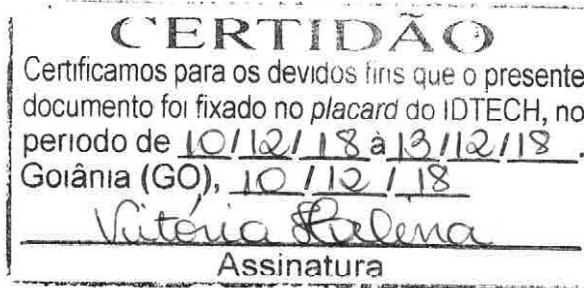 CERTIDÃO
Certificamos para os devidos fins que o presente
documento foi fixado no placard do IDTECH, no
período de 10/12/18 à 13/12/18.
Goiânia (GO), 10/12/18
Vitória Halena
Assinatura